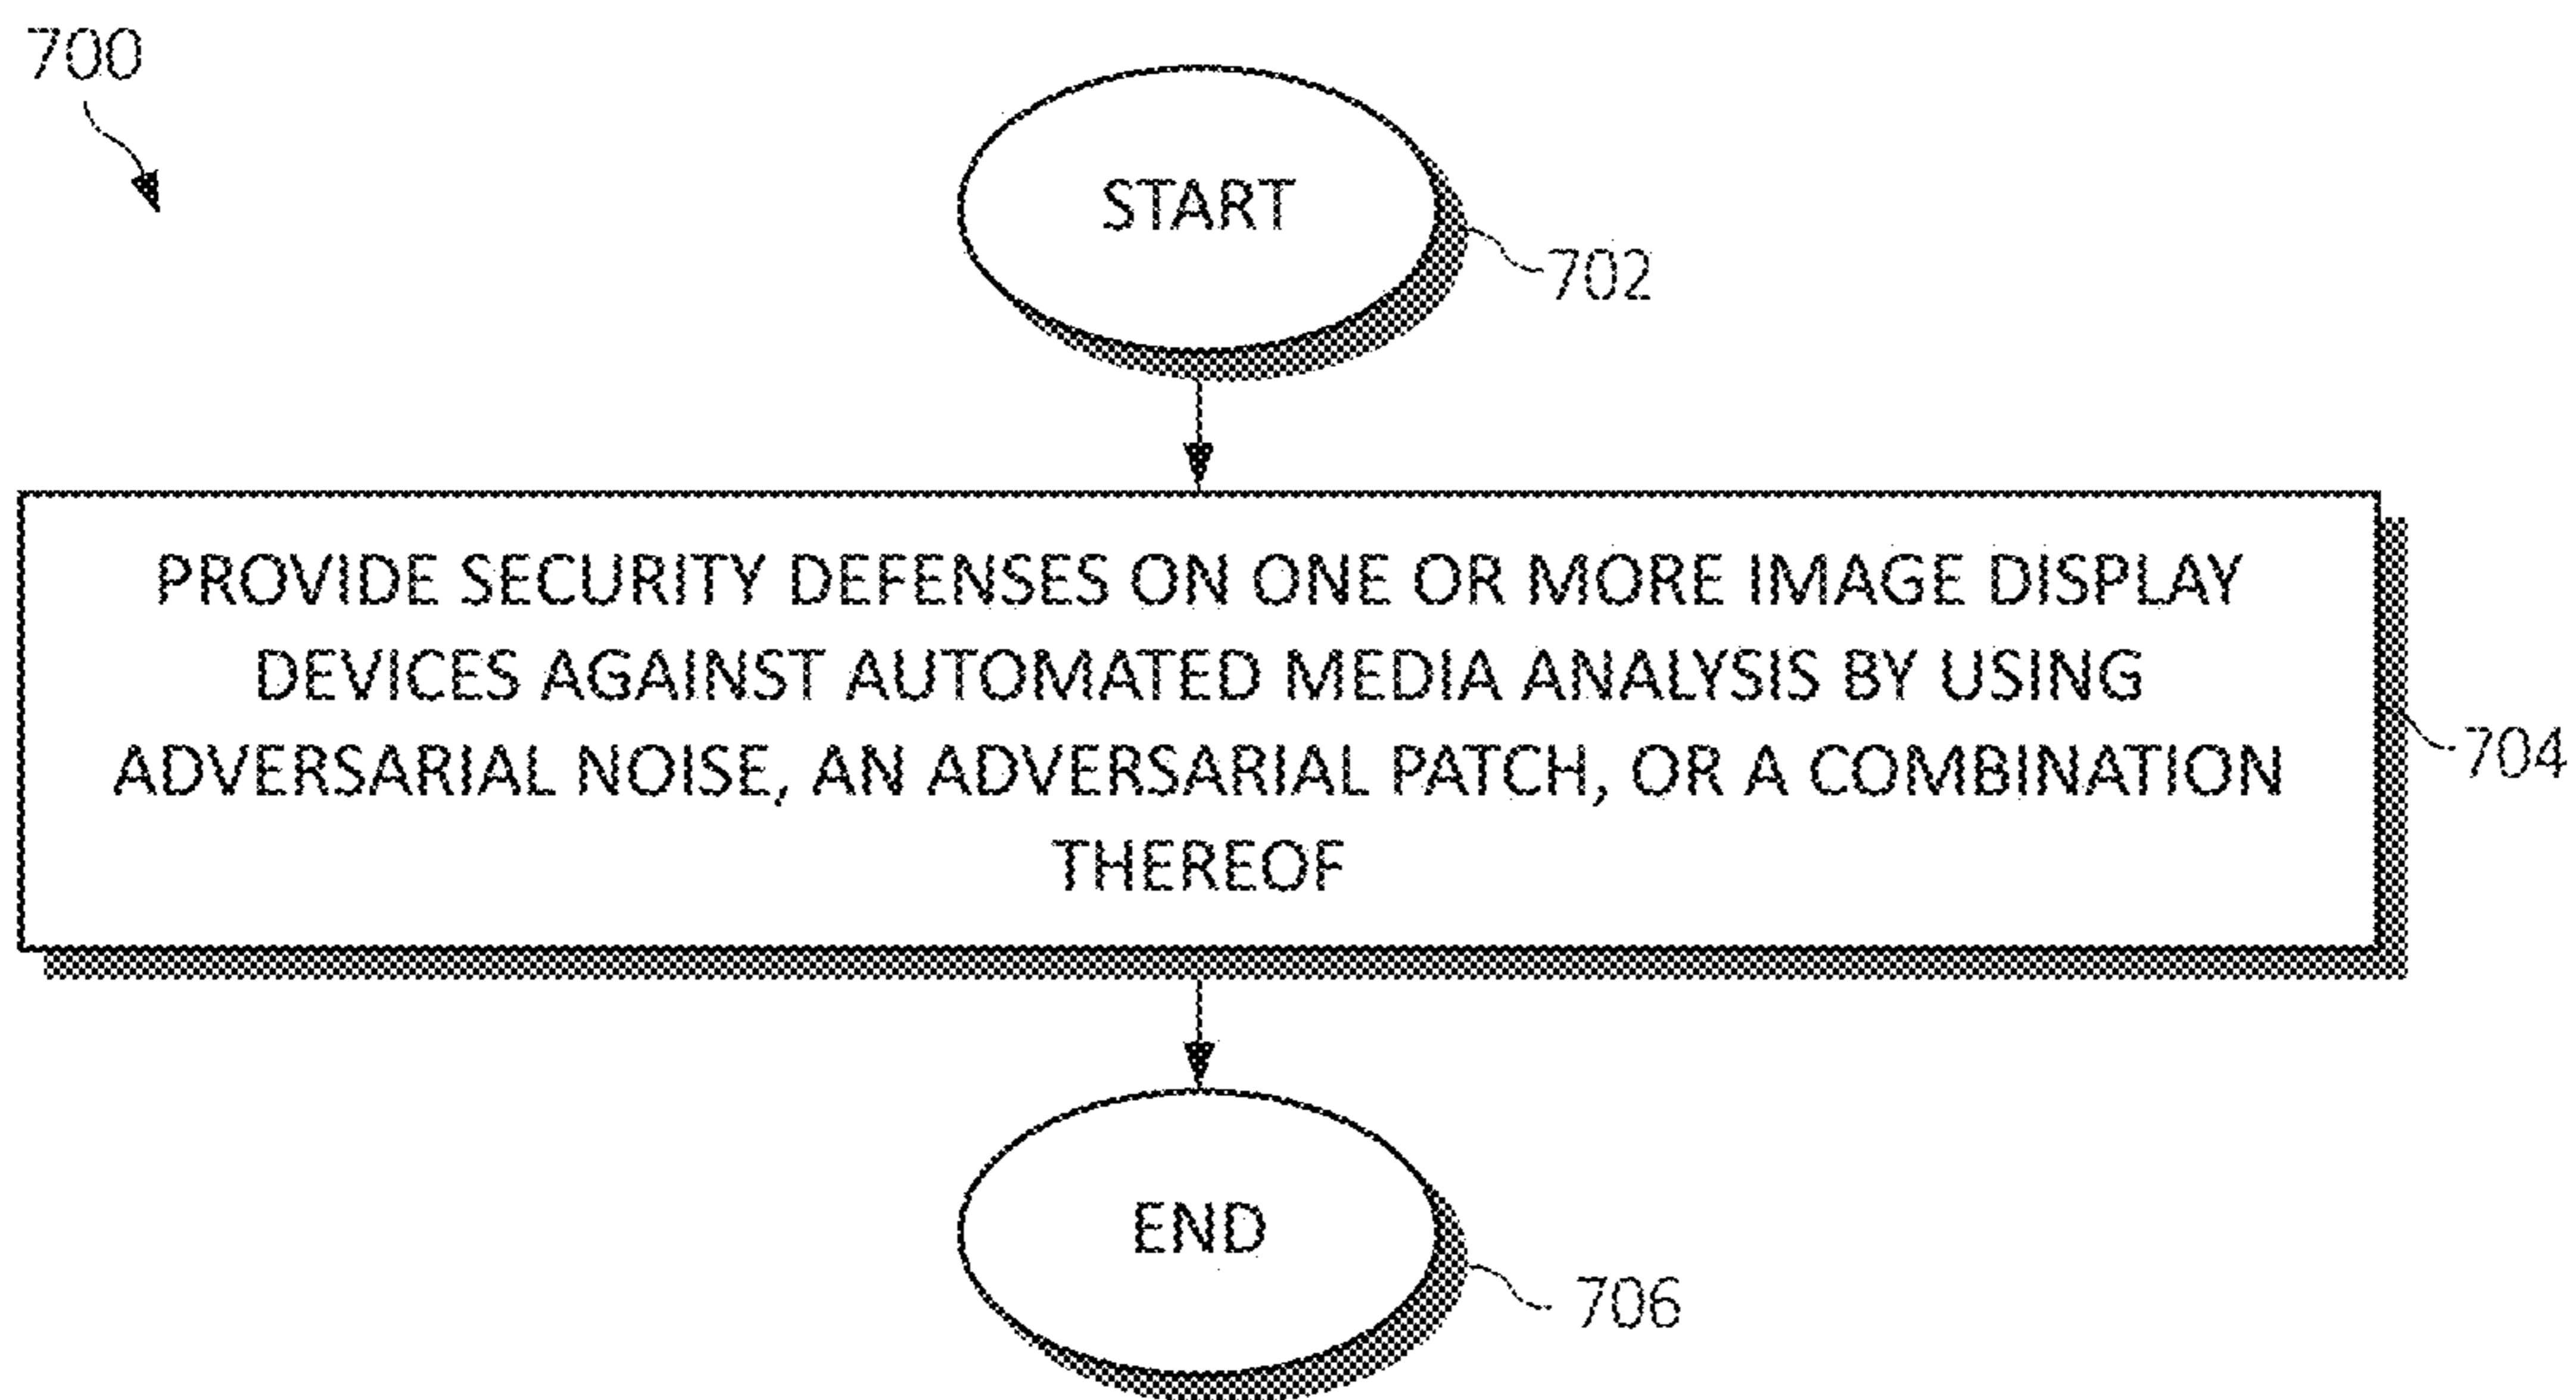 700
START
702
PROVIDE SECURITY DEFENSES ON ONE OR MORE IMAGE DISPLAY
DEVICES AGAINST AUTOMATED MEDIA ANALYSIS BY USING
ADVERSARIAL NOISE, AN ADVERSARIAL PATCH, OR A COMBINATION
THEREOF
704
END
706